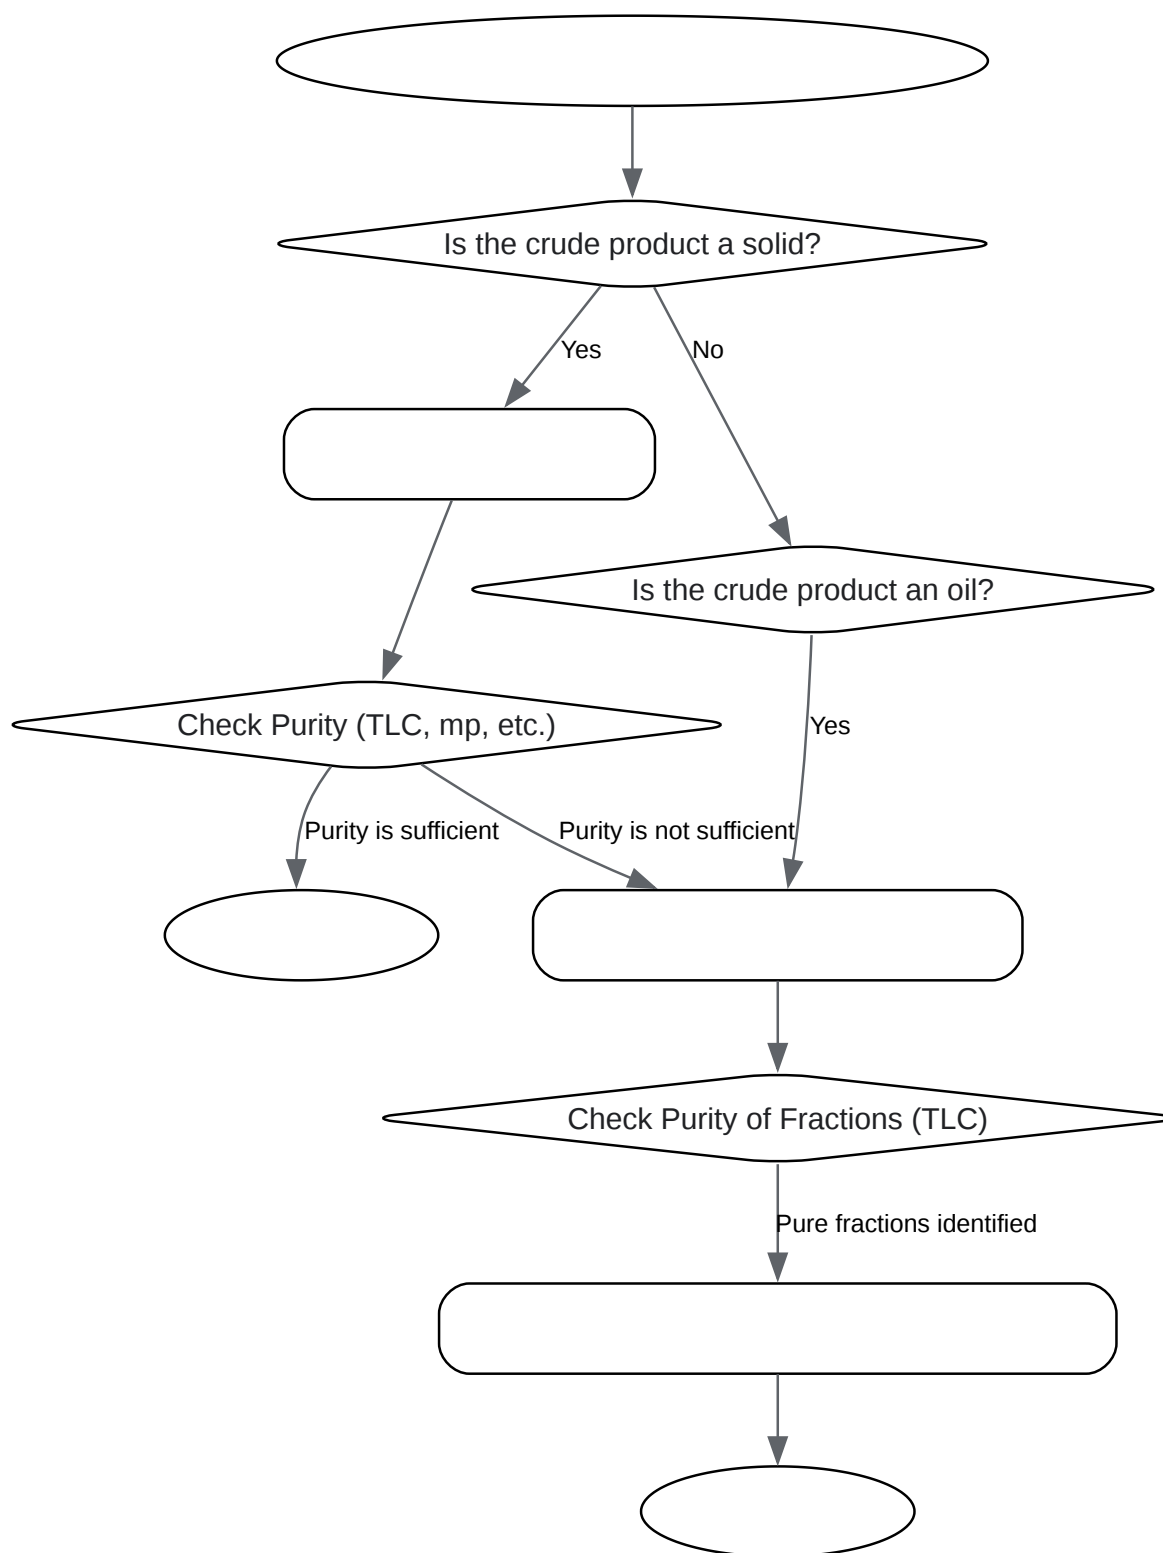 Is the crude product a solid?
Yes
No
Is the crude product an oil?
Check Purity (TLC, mp, etc.)
Yes
Purity is sufficient
Purity is not sufficient
Check Purity of Fractions (TLC)
Pure fractions identified